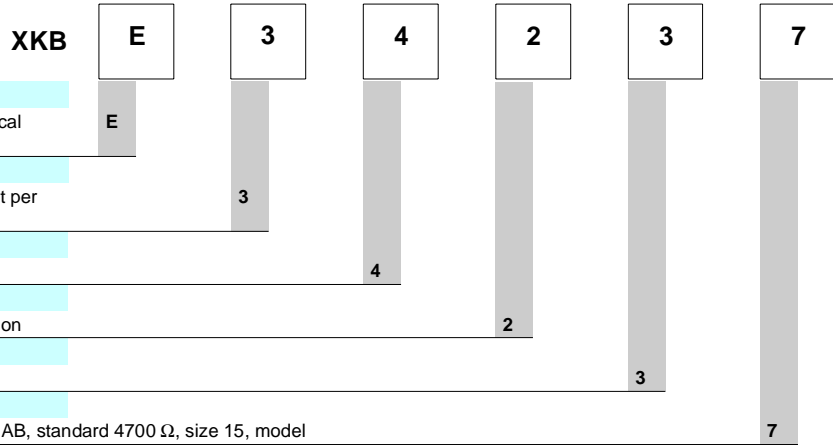 XKB E 3 4 2 3 7
cal E
t per 3
4
on 2
3
AB, standard 4700 Ω, size 15, model 7